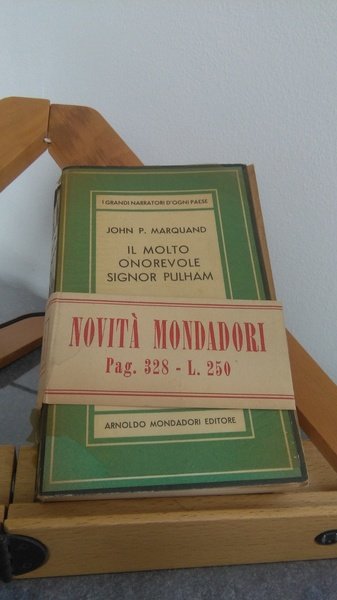 I GRANDI NARRATORI D'OGNI PAESE
JOHN P. MARQUAND
IL MOLTO
ONOREVOLE
SIGNOR PULHAM
NOVITÀ MONDADORI
Pag. 328 - L. 250
ARNOLDO MONDADORI EDITORE